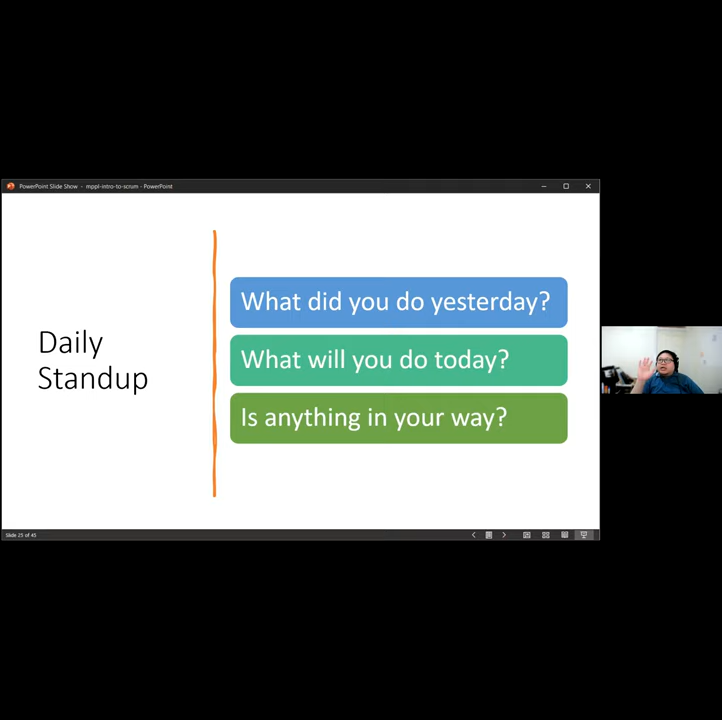 PowerPoint Slide Show - mppl-intro-to-scrum - PowerPoint
Daily
Standup
What did you do yesterday?
What will you do today?
Is anything in your way?
Slide 25 of 45